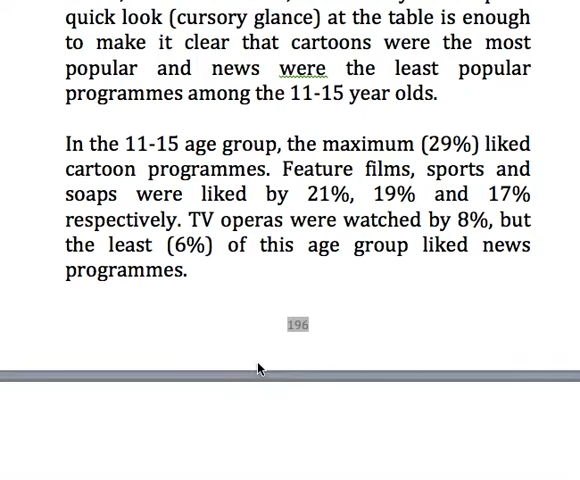 quick look (cursory glance) at the table is enough
to make it clear that cartoons were the most
popular and news were the least popular
programmes among the 11-15 year olds.
In the 11-15 age group, the maximum (29%) liked
cartoon programmes. Feature films, sports and
soaps were liked by 21%, 19% and 17%
respectively. TV operas were watched by 8%, but
the least (6%) of this age group liked news
programmes.
196